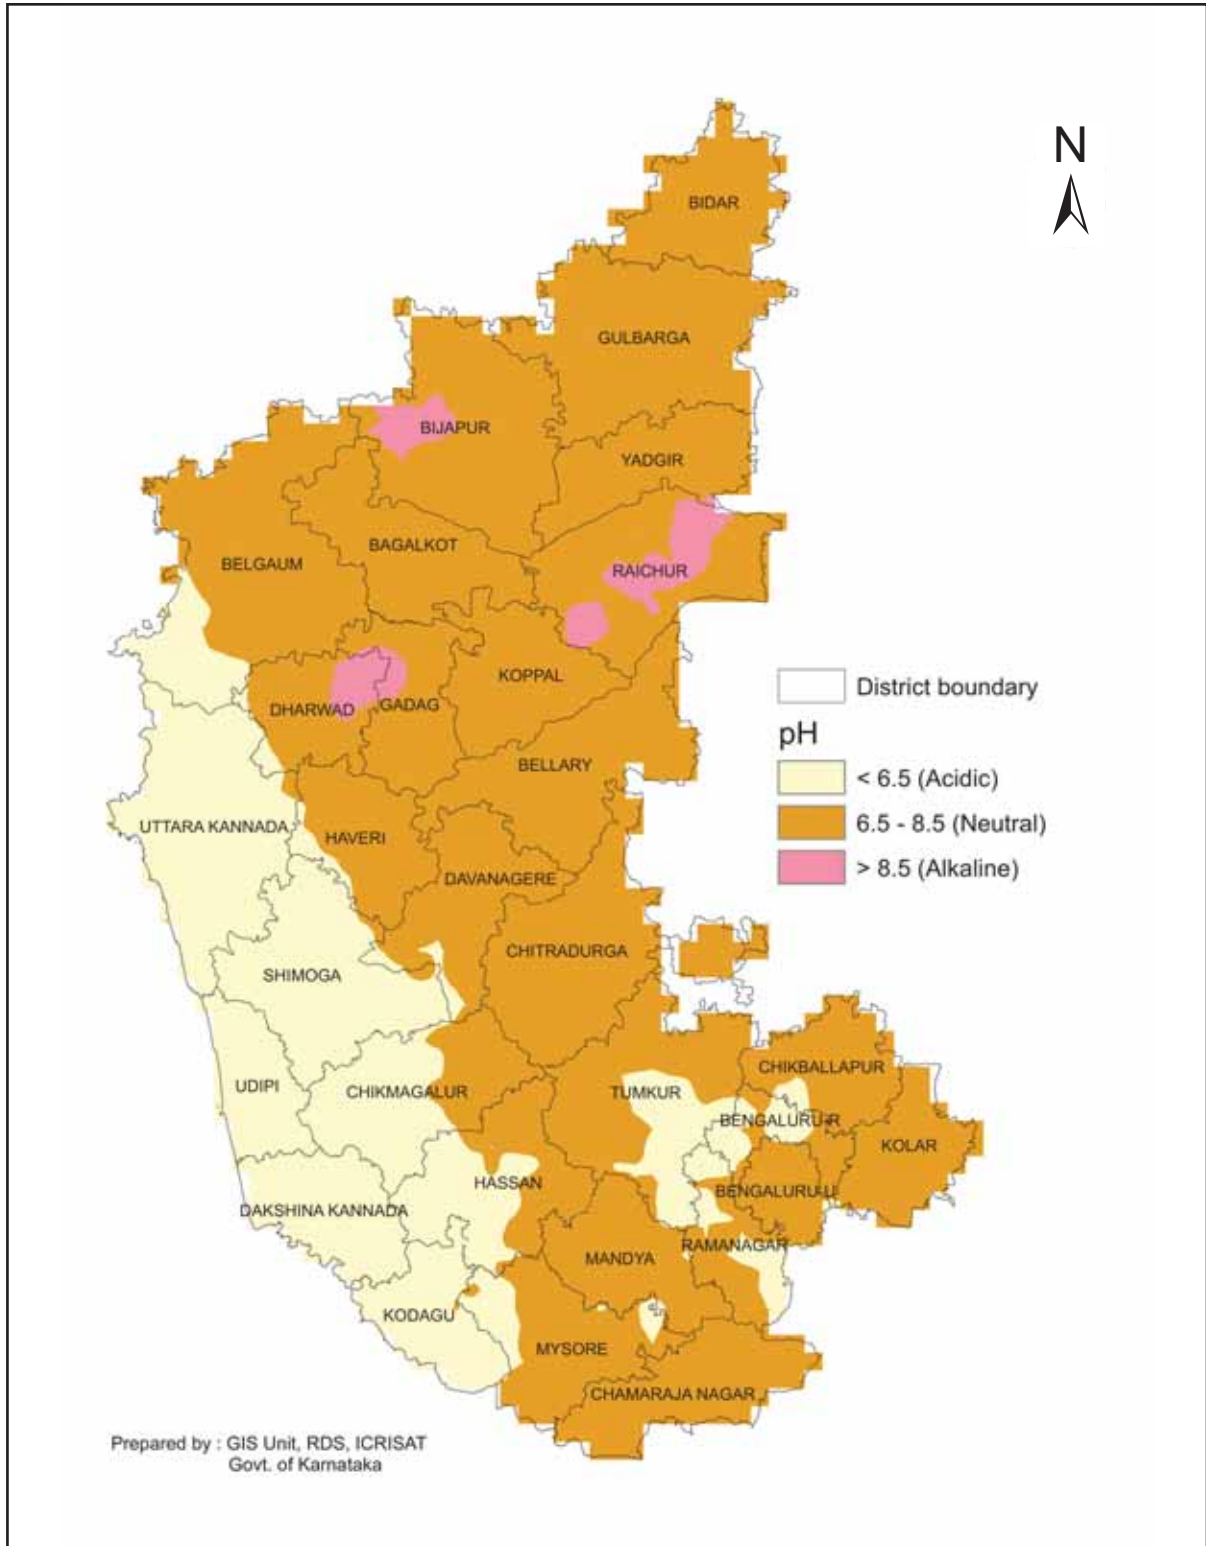 N
BIDAR
GULBARGA
BIJAPUR
YADGIR
BAGALKOT
BELGAUM
RAICHUR
KOPPAL
DHARWAD
GADAG
BELLARY
UTTARA KANNADA
HAVERI
DAVANAGERE
CHITRADURGA
SHIMOGA
UDIPI
CHIKMAGALUR
TUMKUR
CHIKBALLAPUR
BENGALURU-R
KOLAR
HASSAN
BENGALURU-U
DAKSHINA KANNADA
RAMANAGAR
MANDYA
KODAGU
MYSORE
CHAMARAJA NAGAR
District boundary
pH
< 6.5 (Acidic)
6.5 - 8.5 (Neutral)
> 8.5 (Alkaline)
Prepared by : GIS Unit, RDS, ICRISAT
Govt. of Karnataka